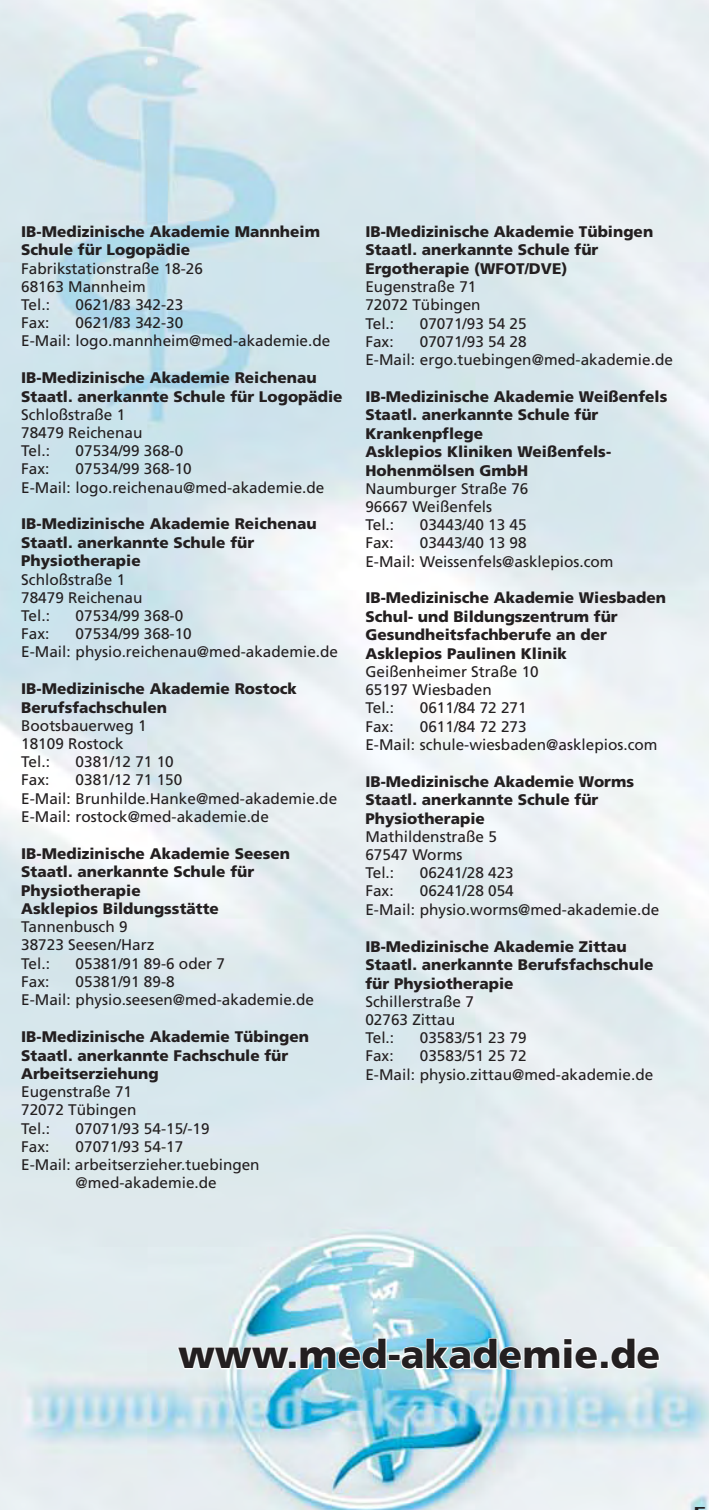 IB-Medizinische Akademie Mannheim
Schule für Logopädie
Fabrikstationstraße 18-26
68163 Mannheim
Tel.: 0621/83 342-23
Fax: 0621/83 342-30
E-Mail: logo.mannheim@med-akademie.de
IB-Medizinische Akademie Reichenau
Staatl. anerkannte Schule für Logopädie
Schloßstraße 1
78479 Reichenau
Tel.: 07534/99 368-0
Fax: 07534/99 368-10
E-Mail: logo.reichenau@med-akademie.de
IB-Medizinische Akademie Reichenau
Staatl. anerkannte Schule für
Physiotherapie
Schloßstraße 1
78479 Reichenau
Tel.: 07534/99 368-0
Fax: 07534/99 368-10
E-Mail: physio.reichenau@med-akademie.de
IB-Medizinische Akademie Rostock
Berufsfachschulen
Bootsbauerweg 1
18109 Rostock
Tel.: 0381/12 71 10
Fax: 0381/12 71 150
E-Mail: Brunhilde.Hanke@med-akademie.de
E-Mail: rostock@med-akademie.de
IB-Medizinische Akademie Seesen
Staatl. anerkannte Schule für
Physiotherapie
Asklepios Bildungsstätte
Tannenbusch 9
38723 Seesen/Harz
Tel.: 05381/91 89-6 oder 7
Fax: 05381/91 89-8
E-Mail: physio.seesen@med-akademie.de
IB-Medizinische Akademie Tübingen
Staatl. anerkannte Fachschule für
Arbeitserziehung
Eugenstraße 71
72072 Tübingen
Tel.: 07071/93 54-15/-19
Fax: 07071/93 54-17
E-Mail: arbeitserzieher.tuebingen
@med-akademie.de
IB-Medizinische Akademie Tübingen
Staatl. anerkannte Schule für
Ergotherapie (WFOT/DVE)
Eugenstraße 71
72072 Tübingen
Tel.: 07071/93 54 25
Fax: 07071/93 54 28
E-Mail: ergo.tuebingen@med-akademie.de
IB-Medizinische Akademie Weißenfels
Staatl. anerkannte Schule für
Krankenpflege
Asklepios Kliniken Weißenfels-
Hohenmölsen GmbH
Naumburger Straße 76
96667 Weißenfels
Tel.: 03443/40 13 45
Fax: 03443/40 13 98
E-Mail: Weissenfels@asklepios.com
IB-Medizinische Akademie Wiesbaden
Schul- und Bildungszentrum für
Gesundheitsfachberufe an der
Asklepios Paulinen Klinik
Geißenheimer Straße 10
65197 Wiesbaden
Tel.: 0611/84 72 271
Fax: 0611/84 72 273
E-Mail: schule-wiesbaden@asklepios.com
IB-Medizinische Akademie Worms
Staatl. anerkannte Schule für
Physiotherapie
Mathildenstraße 5
67547 Worms
Tel.: 06241/28 423
Fax: 06241/28 054
E-Mail: physio.worms@med-akademie.de
IB-Medizinische Akademie Zittau
Staatl. anerkannte Berufsfachschule
für Physiotherapie
Schillerstraße 7
02763 Zittau
Tel.: 03583/51 23 79
Fax: 03583/51 25 72
E-Mail: physio.zittau@med-akademie.de
www.med-akademie.de
www.med-akademie.de